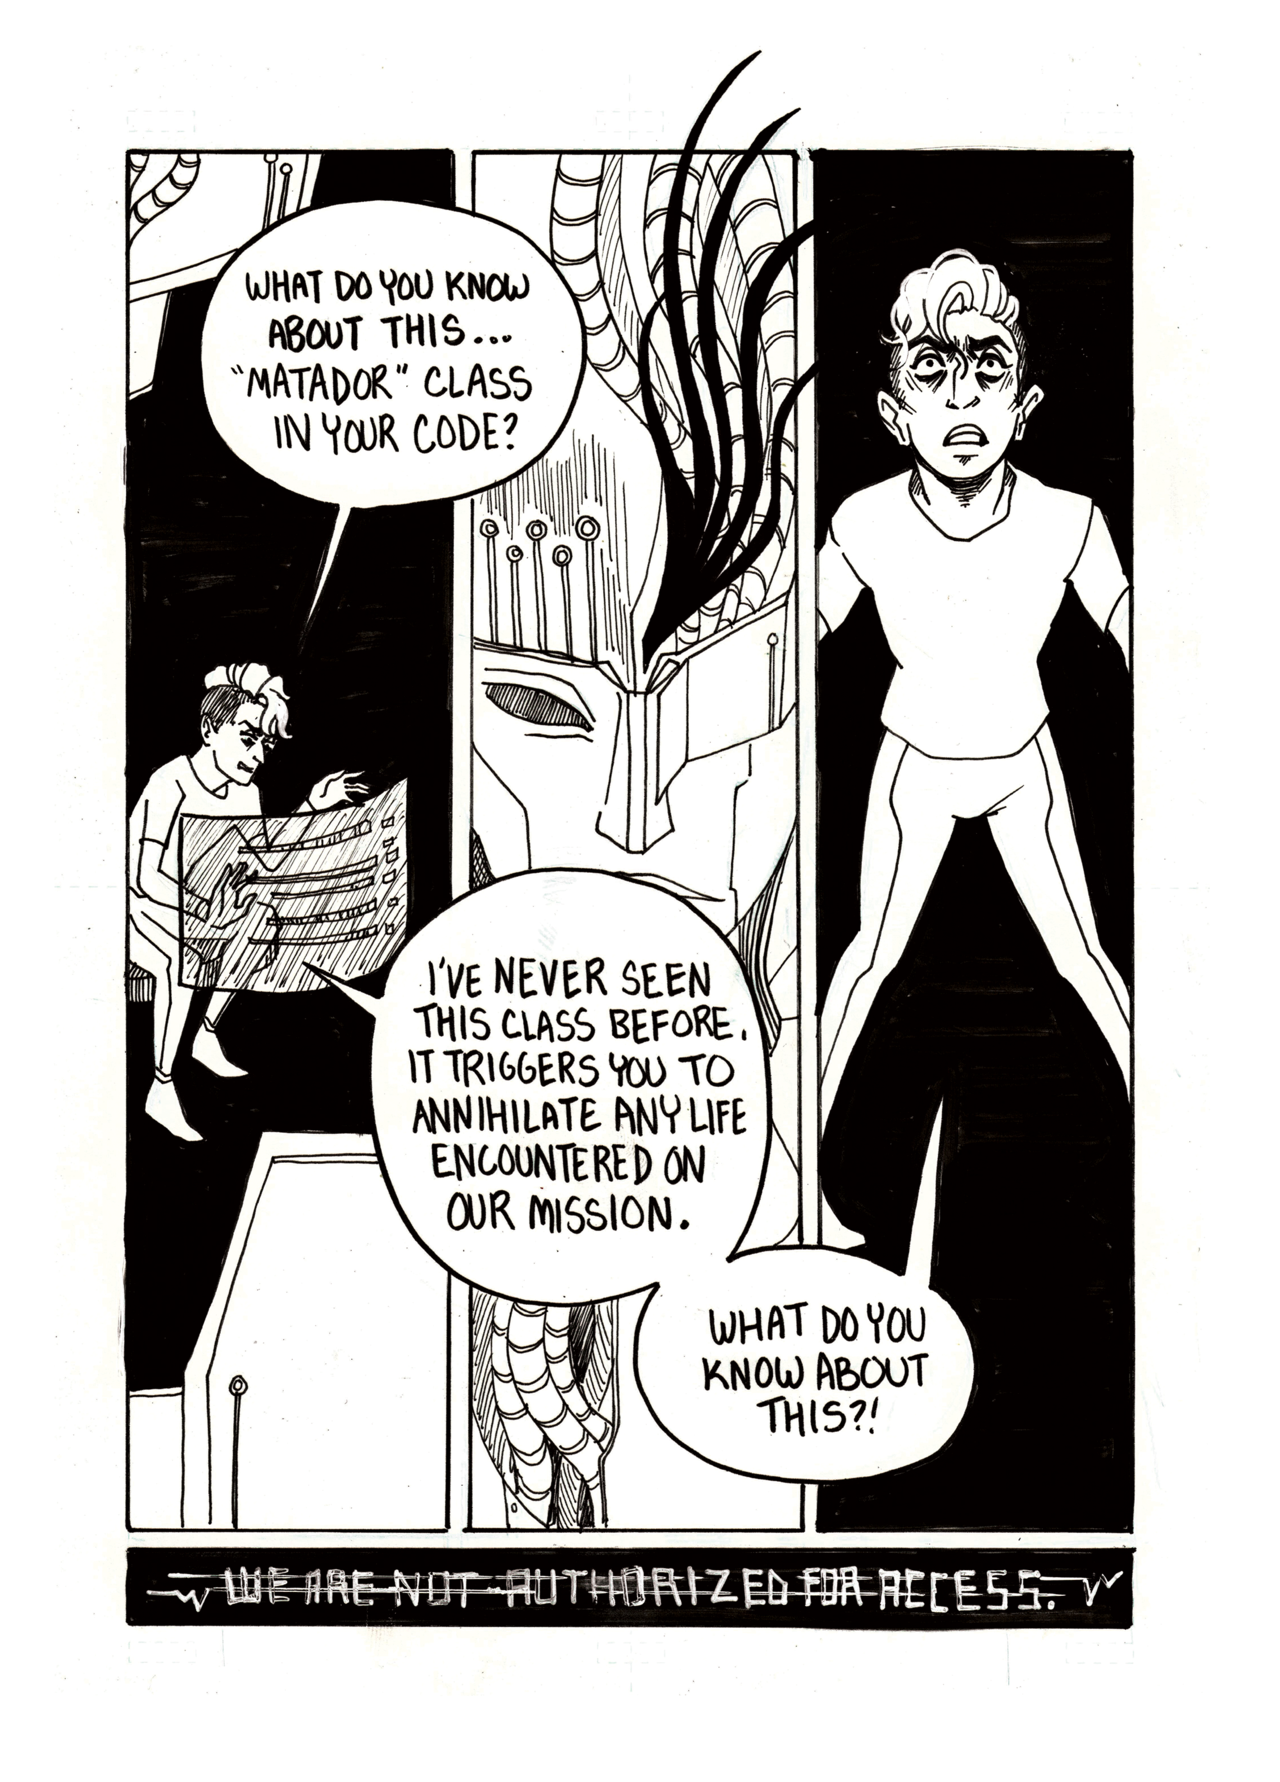 WHAT DO YOU KNOW
ABOUT THIS...
"MATADOR" CLASS
IN YOUR CODE?
I'VE NEVER SEEN
THIS CLASS BEFORE.
IT TRIGGERS YOU TO
ANNIHILATE ANY LIFE
ENCOUNTERED ON
OUR MISSION.
WHAT DO YOU
KNOW ABOUT
THIS?!
WE ARE NOT AUTHORIZED FOR ACCESS.